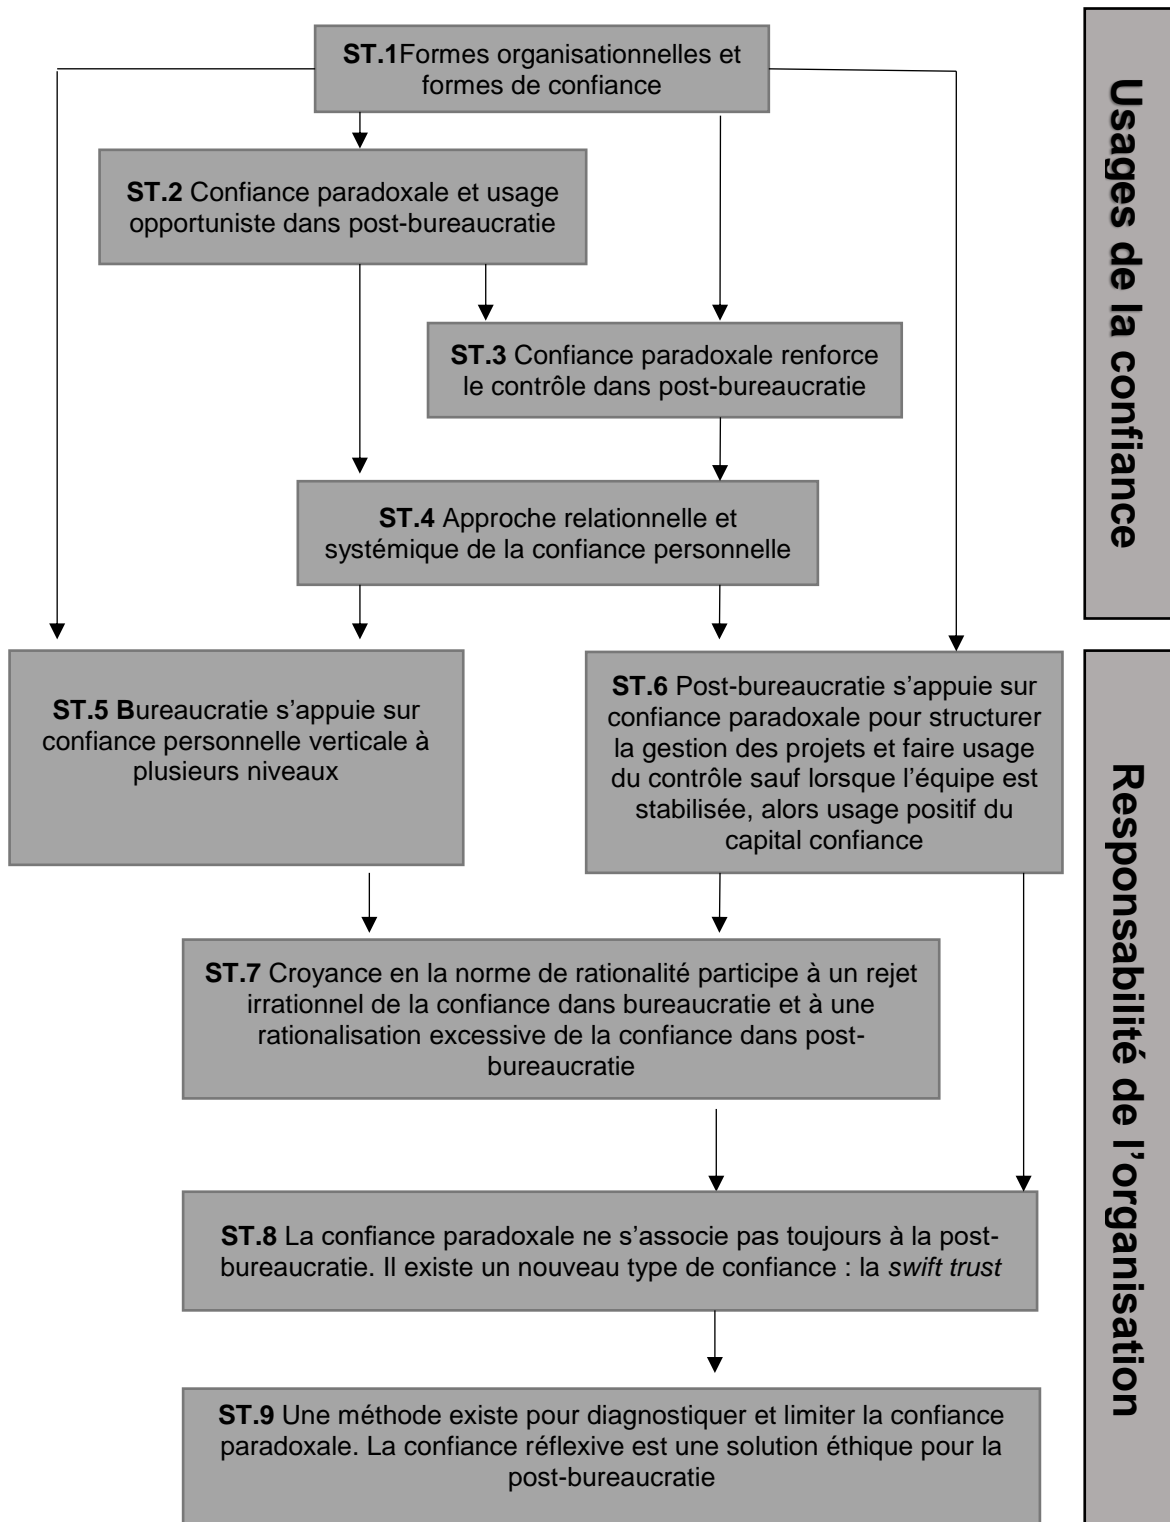 ST.1Formes organisationnelles et
formes de confiance
ST.2 Confiance paradoxale et usage
opportuniste dans post-bureaucratie
ST.3 Confiance paradoxale renforce
le contrôle dans post-bureaucratie
ST.4 Approche relationnelle et
systémique de la confiance personnelle
Usages de la confiance
ST.5 Bureaucratie s’appuie sur
confiance personnelle verticale à
plusieurs niveaux
ST.6 Post-bureaucratie s’appuie sur
confiance paradoxale pour structurer
la gestion des projets et faire usage
du contrôle sauf lorsque l’équipe est
stabilisée, alors usage positif du
capital confiance
ST.7 Croyance en la norme de rationalité participe à un rejet
irrationnel de la confiance dans bureaucratie et à une
rationalisation excessive de la confiance dans post-
bureaucratie
ST.8 La confiance paradoxale ne s’associe pas toujours à la post-
bureaucratie. Il existe un nouveau type de confiance : la swift trust
ST.9 Une méthode existe pour diagnostiquer et limiter la confiance
paradoxale. La confiance réflexive est une solution éthique pour la
post-bureaucratie
Responsabilité de l’organisation